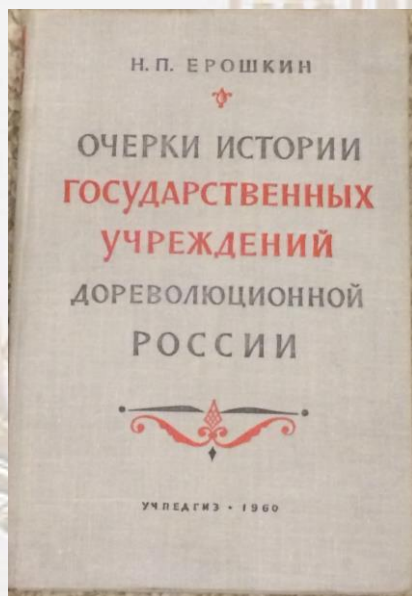 Н. П. ЕРОШКИН
ОЧЕРКИ ИСТОРИИ
ГОСУДАРСТВЕННЫХ
УЧРЕЖДЕНИЙ
ДОРЕВОЛЮЦИОННОЙ
РОССИИ
УЧПЕДГИЗ • 1960